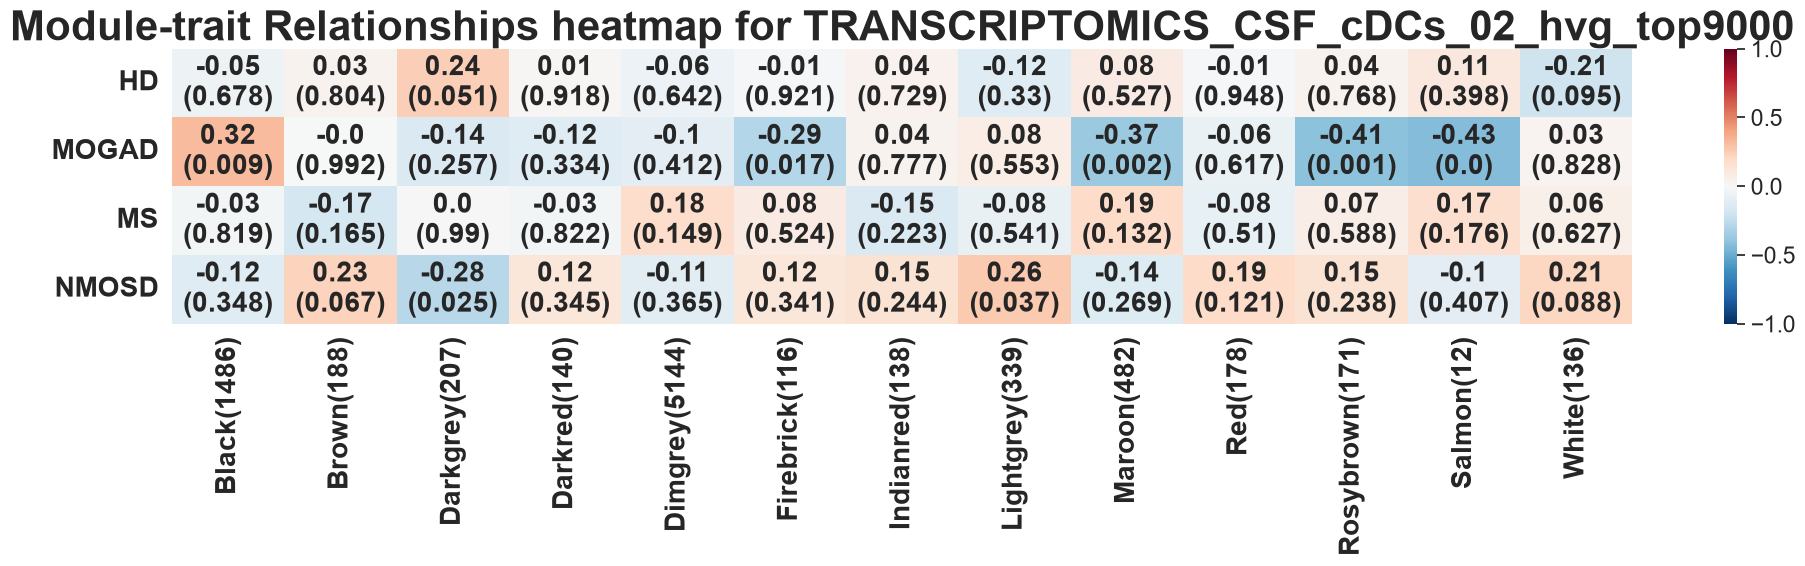 Module-trait Relationships heatmap for TRANSCRIPTOMICS_CSF_cDCs_02_hvg_top9000
HD
-0.05 0.03 0.24 0.01 -0.06 -0.01 0.04 -0.12 0.08 -0.01 0.04 0.11 -0.21
(0.678) (0.804) (0.051) (0.918) (0.642) (0.921) (0.729) (0.33) (0.527) (0.948) (0.768) (0.398) (0.095)
MOGAD
0.32 -0.0 -0.14 -0.12 -0.1 -0.29 0.04 0.08 -0.37 -0.06 -0.41 -0.43 0.03
(0.009) (0.992) (0.257) (0.334) (0.412) (0.017) (0.777) (0.553) (0.002) (0.617) (0.001) (0.0) (0.828)
MS
-0.03 -0.17 0.0 -0.03 0.18 0.08 -0.15 -0.08 0.19 -0.08 0.07 0.17 0.06
(0.819) (0.165) (0.99) (0.822) (0.149) (0.524) (0.223) (0.541) (0.132) (0.51) (0.588) (0.176) (0.627)
NMOSD
-0.12 0.23 -0.28 0.12 -0.11 0.12 0.15 0.26 -0.14 0.19 0.15 -0.1 0.21
(0.348) (0.067) (0.025) (0.345) (0.365) (0.341) (0.244) (0.037) (0.269) (0.121) (0.238) (0.407) (0.088)
Black(1486)
Brown(188)
Darkgrey(207)
Darkred(140)
Dimgrey(5144)
Firebrick(116)
Indianred(138)
Lightgrey(339)
Maroon(482)
Red(178)
Rosybrown(171)
Salmon(12)
White(136)
1.0
0.5
0.0
−0.5
−1.0